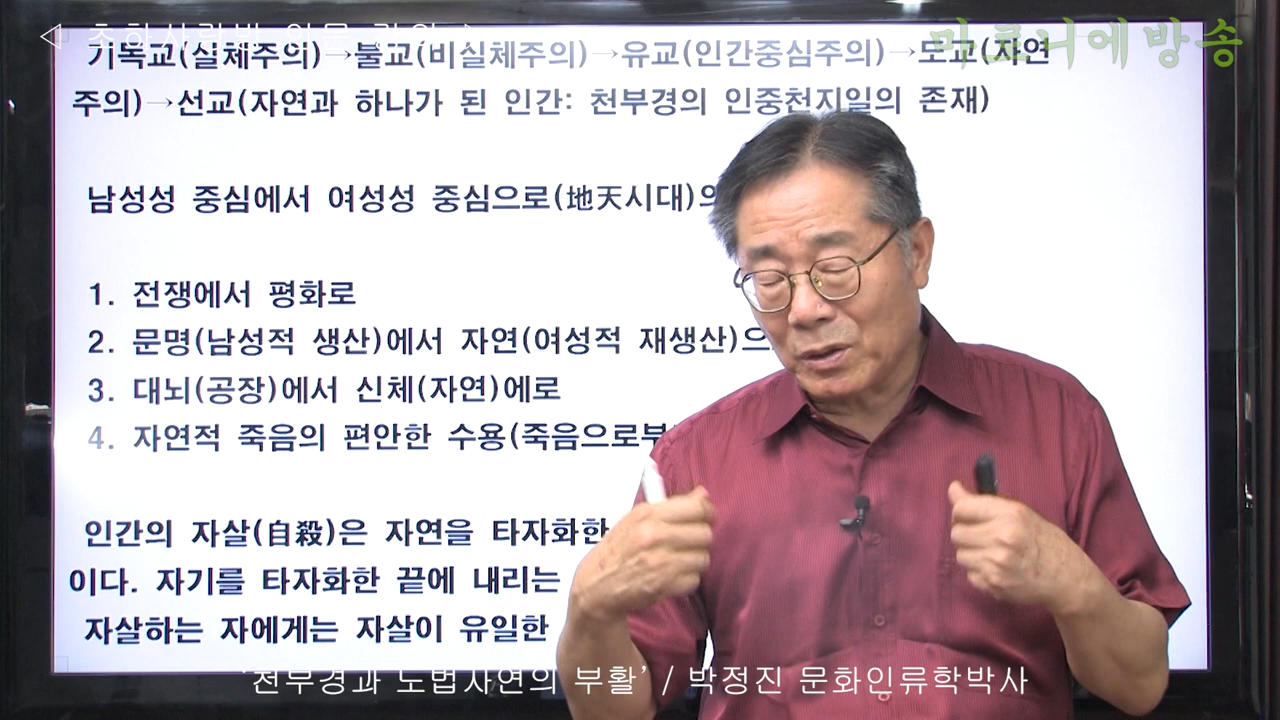 마고니에방송
기독교(실체주의)→불교(비실체주의)→유교(인간중심주의)→도교(자연
주의)→선교(자연과 하나가 된 인간: 천부경의 인중천지일의 존재)
남성성 중심에서 여성성 중심으로(地天시대)의
1. 전쟁에서 평화로
2. 문명(남성적 생산)에서 자연(여성적 재생산)으
3. 대뇌(공장)에서 신체(자연)에로
4. 자연적 죽음의 편안한 수용(죽음으로부
인간의 자살(自殺)은 자연을 타자화한
이다. 자기를 타자화한 끝에 내리는
자살하는 자에게는 자살이 유일한
‘천부경과 도법자연의 부활’ / 박정진 문화인류학박사